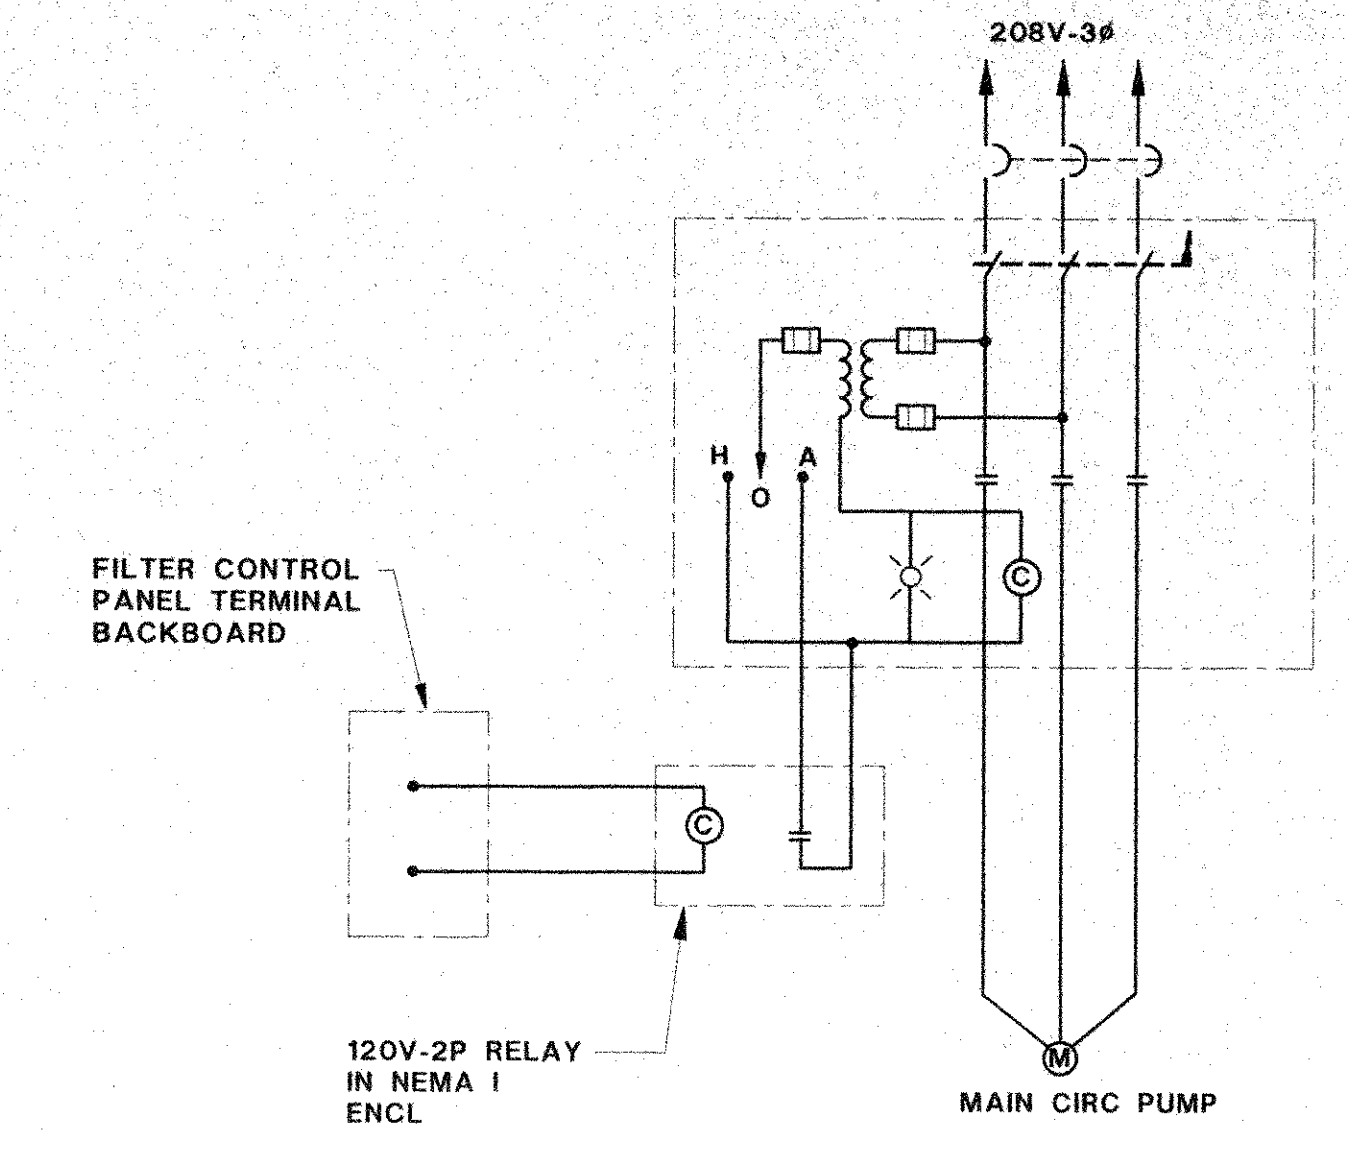 208V-3ø
H
A
O
C
FILTER CONTROL
PANEL TERMINAL
BACKBOARD
C
120V-2P RELAY
IN NEMA I
ENCL
M
MAIN CIRC PUMP